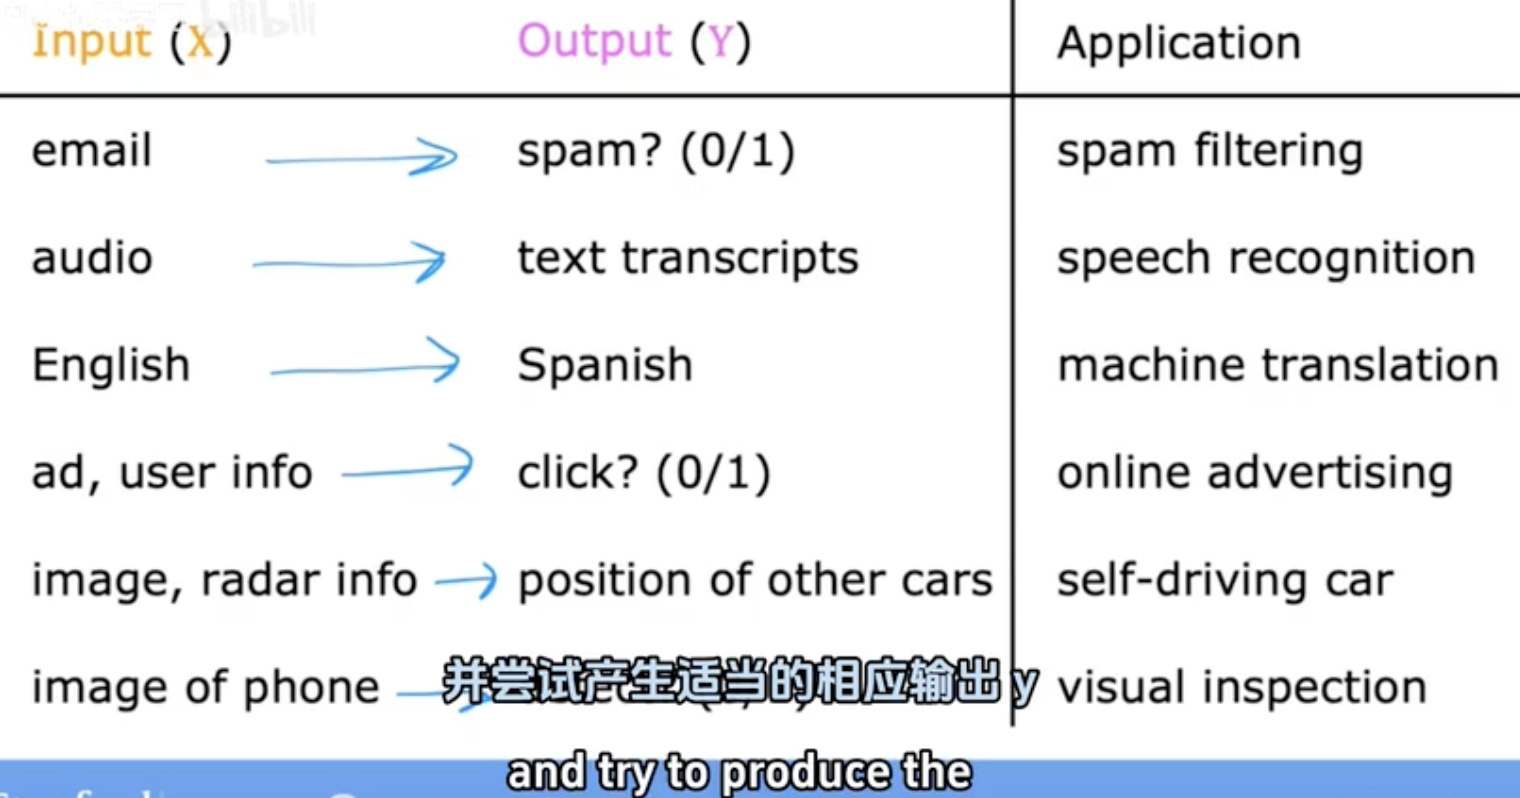 bilibili
Input (X) Output (Y) Application
email spam? (0/1) spam filtering
audio text transcripts speech recognition
English Spanish machine translation
ad, user info click? (0/1) online advertising
image, radar info position of other cars self-driving car
image of phone visual inspection
并尝试产生适当的相应输出 y
and try to produce the